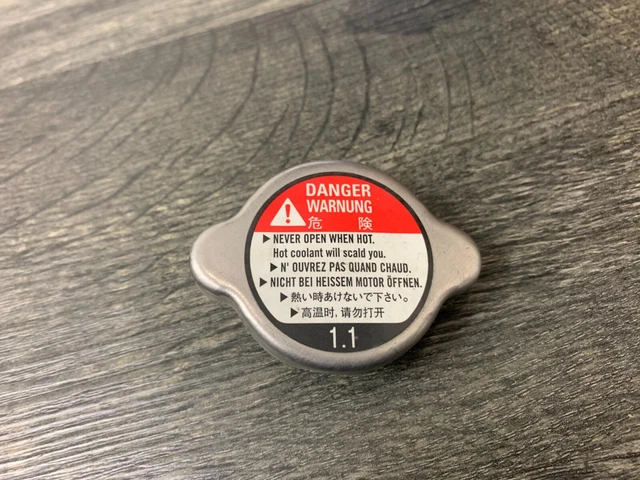 DANGER
WARNUNG
危険
▶ NEVER OPEN WHEN HOT.
Hot coolant will scald you.
▶ N' OUVREZ PAS QUAND CHAUD.
▶ NICHT BEI HEISSEM MOTOR ÖFFNEN.
▶ 熱い時あけないで下さい。
▶ 高温时,请勿打开
1.1